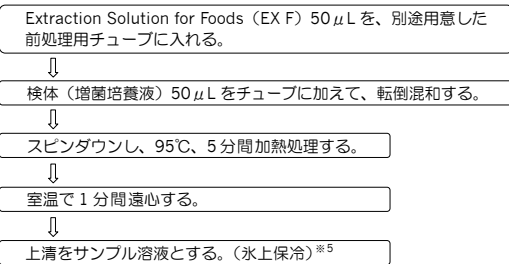 Extraction Solution for Foods（EX F）50μLを、別途用意した
前処理用チューブに入れる。
⇩
検体（増菌培養液）50μLをチューブに加えて、転倒混和する。
⇩
スピンダウンし、95℃、5分間加熱処理する。
⇩
室温で1分間遠心する。
⇩
上清をサンプル溶液とする。（氷上保冷）※5